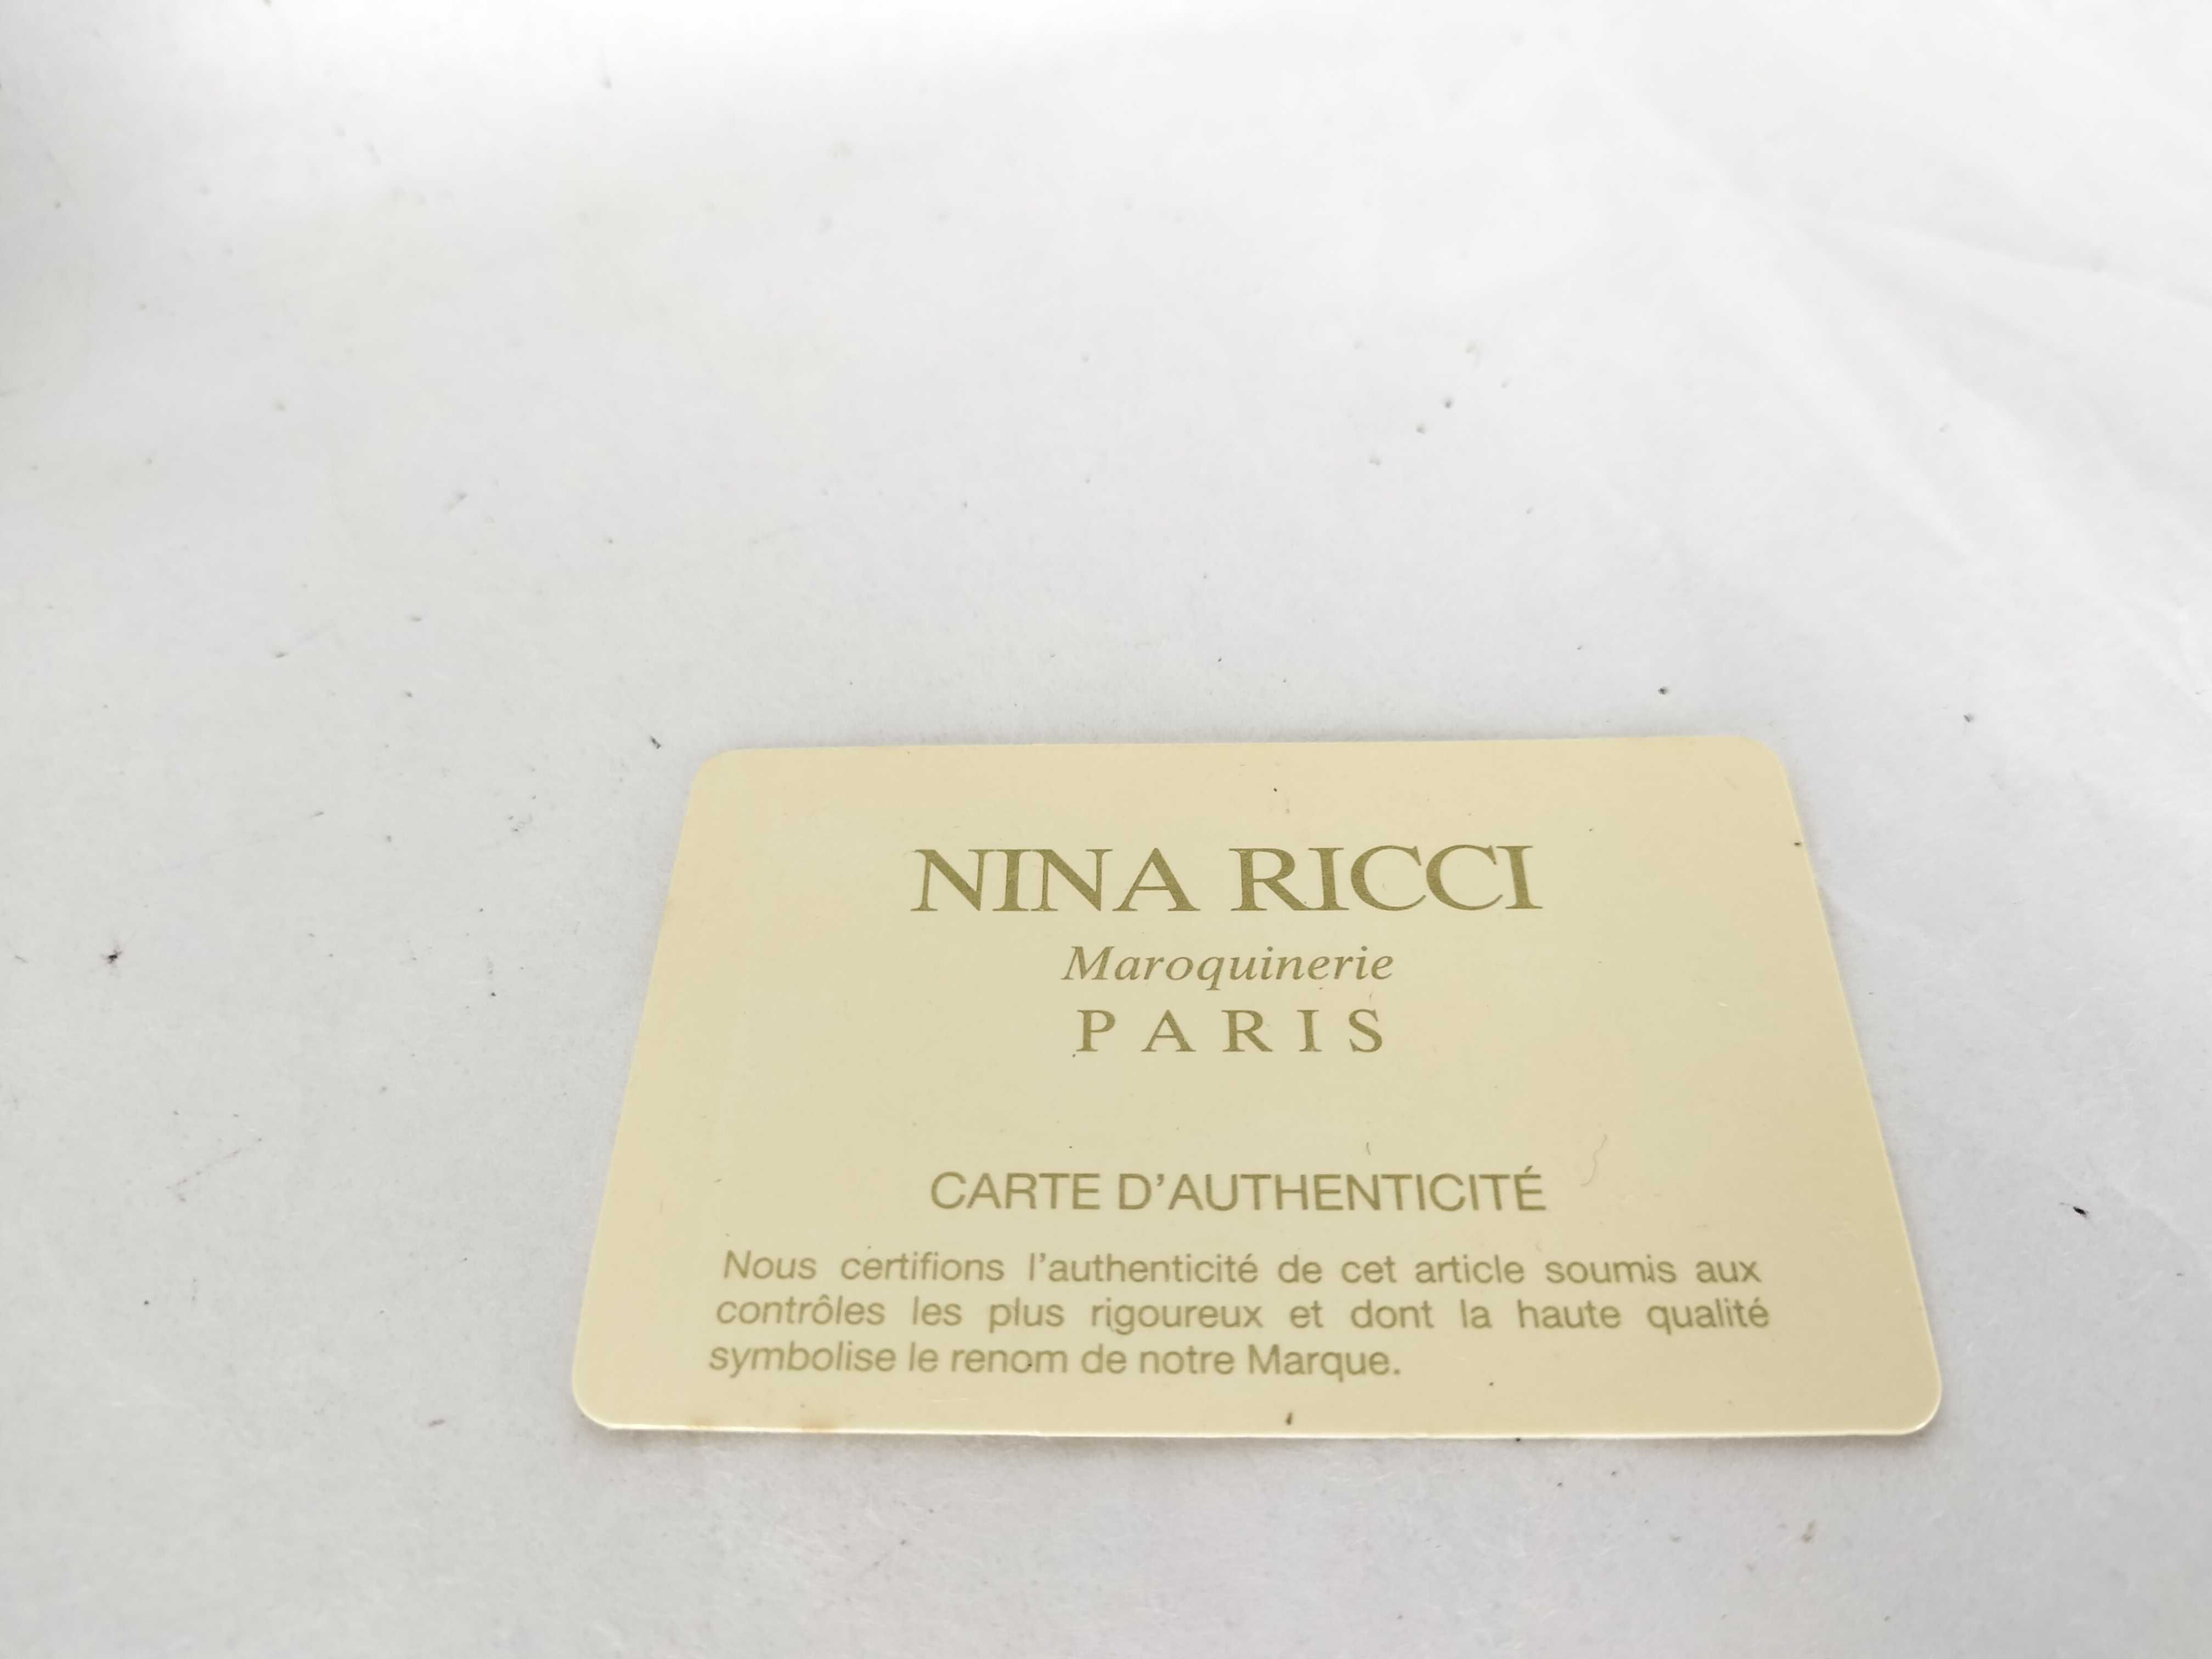 NINA RICCI
Maroquinerie
PARIS
CARTE D'AUTHENTICITÉ
Nous certifions l'authenticité de cet article soumis aux
contrôles les plus rigoureux et dont la haute qualité
symbolise le renom de notre Marque.